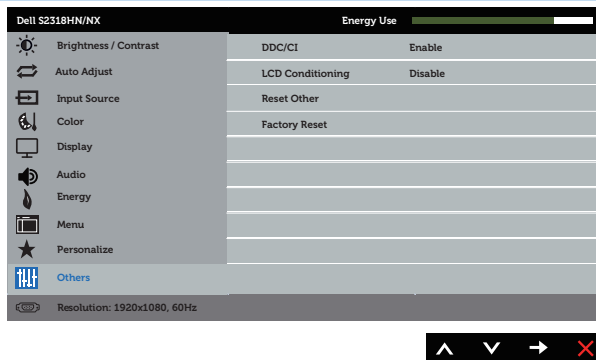 Dell S2318HN/NX Energy Use
Brightness / Contrast DDC/CI Enable
Auto Adjust LCD Conditioning Disable
Input Source Reset Other
Color Factory Reset
Display
Audio
Energy
Menu
Personalize
Others
Resolution: 1920x1080, 60Hz